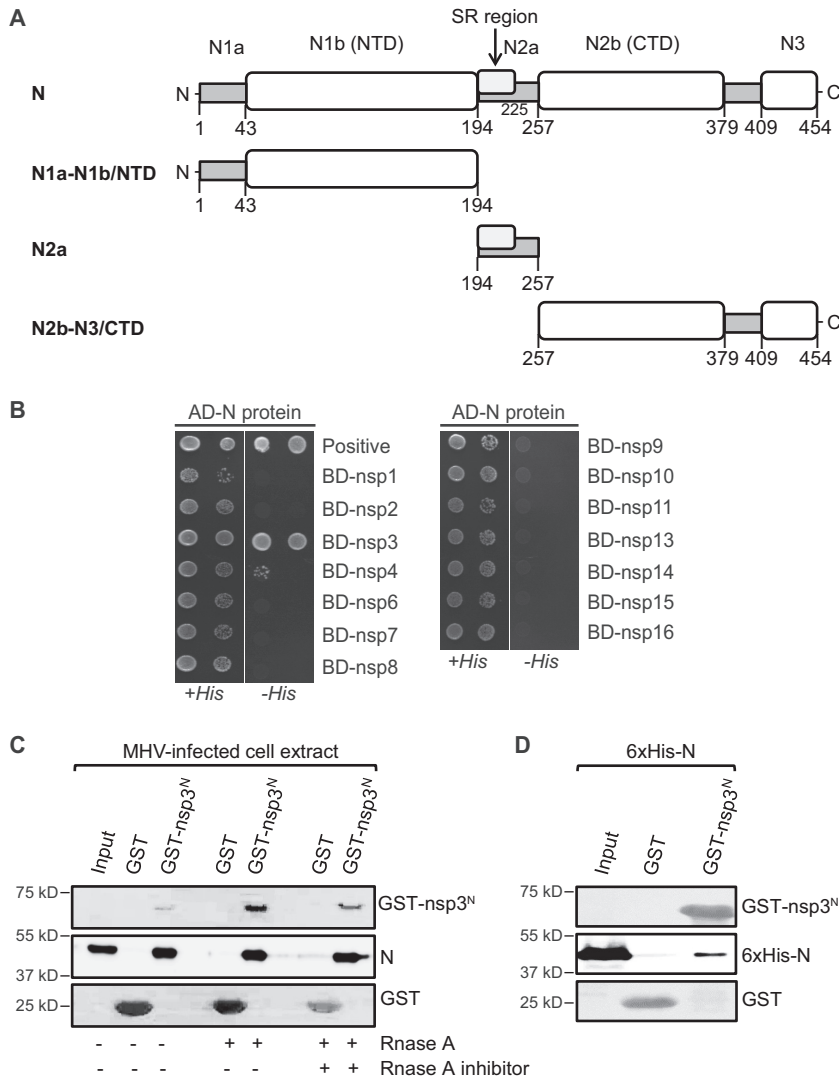 A
SR region
N1a N1b (NTD) N2a N2b (CTD) N3
N N C
225
1 43 194 257 379 409 454
N1a-N1b/NTD N
1 43 194
N2a
194 257
N2b-N3/CTD C
257 379 409 454
B
AD-N protein AD-N protein
Positive BD-nsp9
BD-nsp1 BD-nsp10
BD-nsp2 BD-nsp11
BD-nsp3 BD-nsp13
BD-nsp4 BD-nsp14
BD-nsp6 BD-nsp15
BD-nsp7 BD-nsp16
BD-nsp8
+His -His +His -His
C
MHV-infected cell extract
Input GST GST-nsp3ᴺ GST GST-nsp3ᴺ GST GST-nsp3ᴺ
75 kD GST-nsp3ᴺ
55 kD N
37 kD
25 kD GST
- - - + + + + Rnase A
- - - - - + + Rnase A inhibitor
D
6xHis-N
Input GST GST-nsp3ᴺ
75 kD GST-nsp3ᴺ
55 kD 6xHis-N
37 kD
25 kD GST